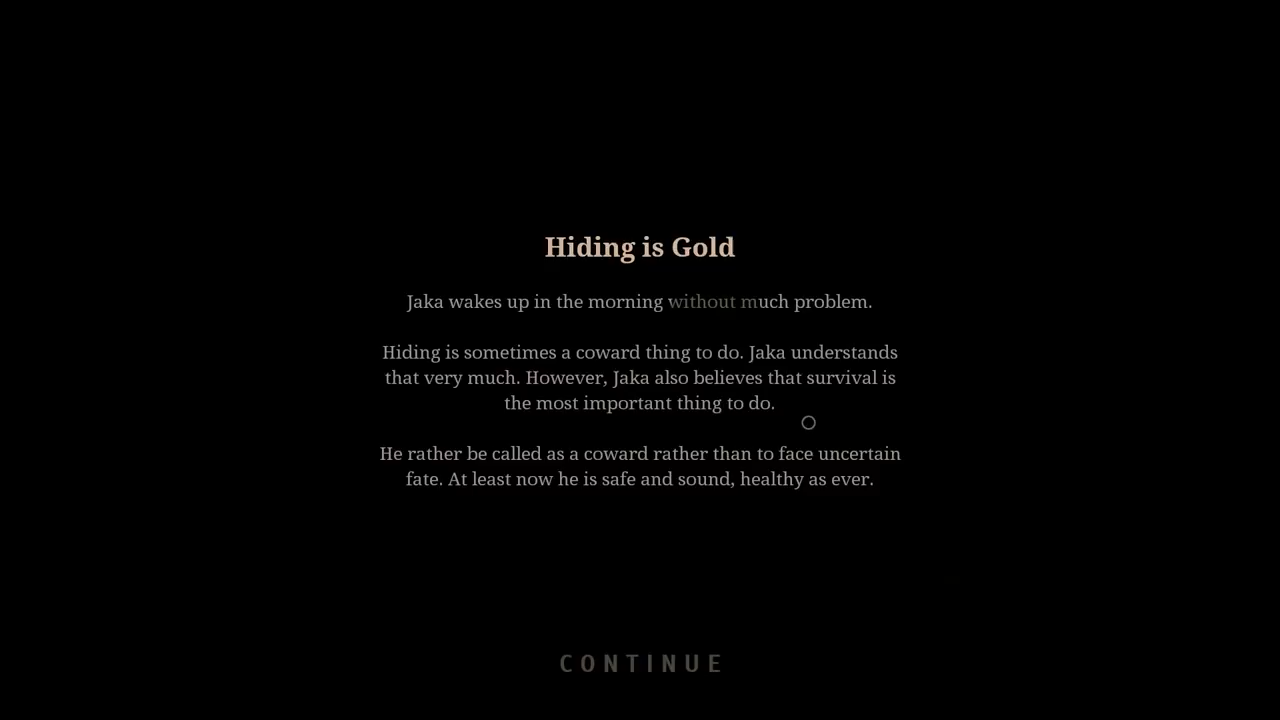 Hiding is Gold
Jaka wakes up in the morning without much problem.
Hiding is sometimes a coward thing to do. Jaka understands
that very much. However, Jaka also believes that survival is
the most important thing to do.
He rather be called as a coward rather than to face uncertain
fate. At least now he is safe and sound, healthy as ever.
CONTINUE